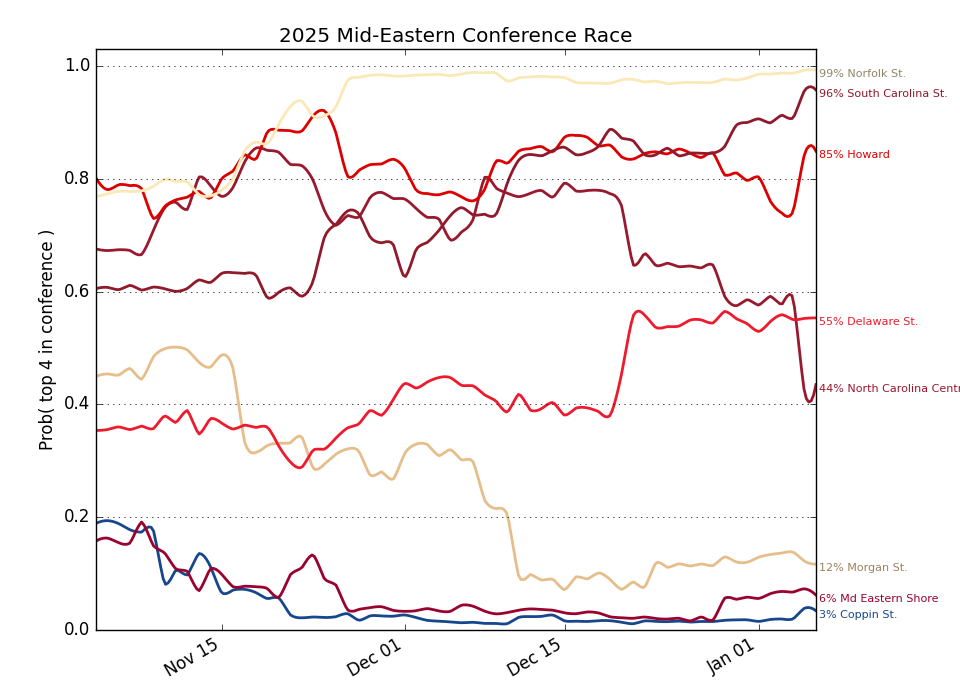 2025 Mid-Eastern Conference Race
Prob( top 4 in conference )
1.0
0.8
0.6
0.4
0.2
0.0
Nov 15
Dec 01
Dec 15
Jan 01
99% Norfolk St.
96% South Carolina St.
85% Howard
55% Delaware St.
44% North Carolina Centr
12% Morgan St.
6% Md Eastern Shore
3% Coppin St.